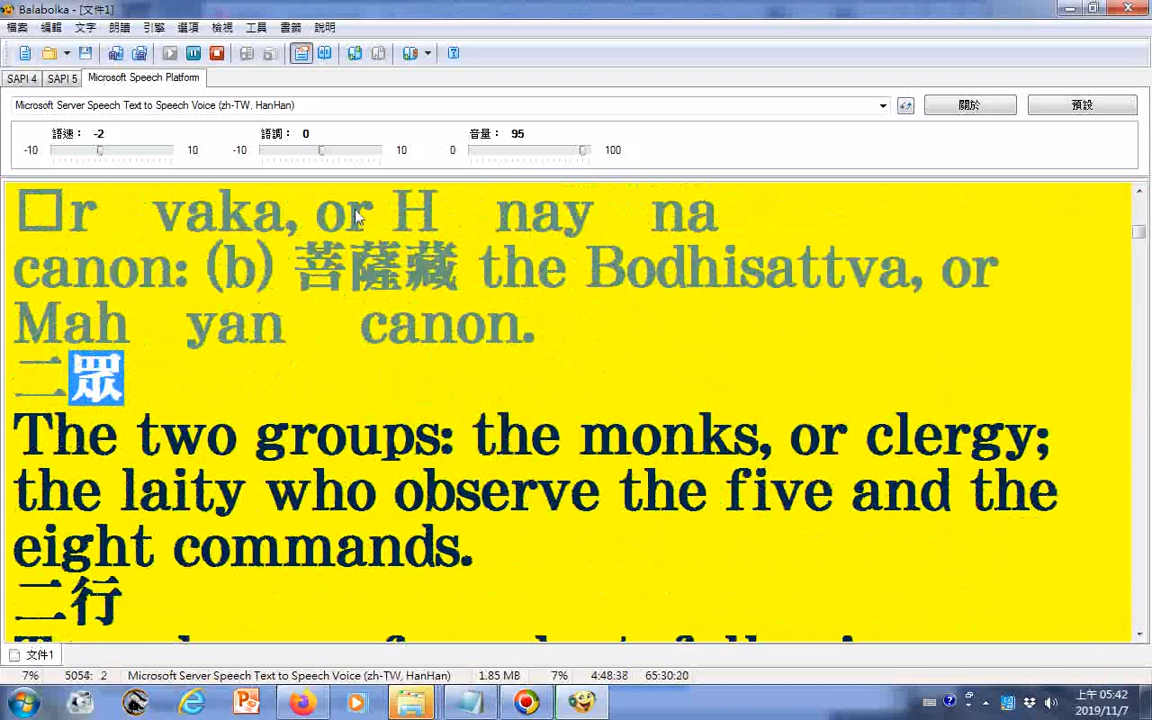 Balabolka - [文件1]
檔案 編輯 文字 朗讀 引擎 選項 檢視 工具 書籤 說明
SAPI 4 SAPI 5 Microsoft Speech Platform
Microsoft Server Speech Text to Speech Voice (zh-TW, HanHan) 關於 預設
語速： -2 語調： 0 音量： 95
-10 10 -10 10 0 100
□r vaka, or H nay na
canon: (b) 菩薩藏 the Bodhisattva, or
Mah yan canon.
二眾
The two groups: the monks, or clergy;
the laity who observe the five and the
eight commands.
二行
文件1
7% 5054: 2 Microsoft Server Speech Text to Speech Voice (zh-TW, HanHan) 1.85 MB 7% 4:48:38 65:30:20
上午 05:42
2019/11/7